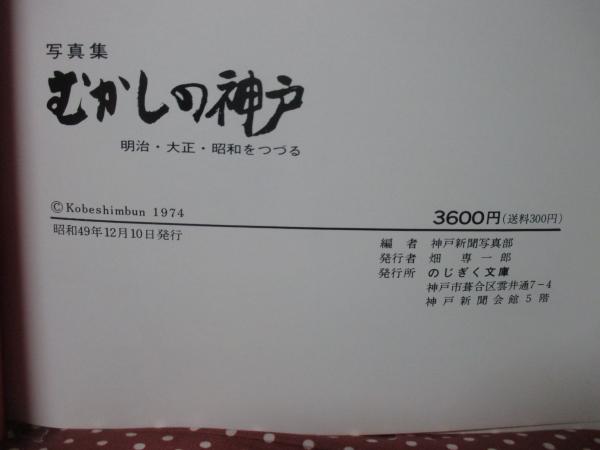 写真集
むかしの神戸
明治・大正・昭和をつづる
©Kobeshimbun 1974
3600円(送料300円)
昭和49年12月10日発行
編　者　神戸新聞写真部
発行者　畑　専一郎
発行所　のじぎく文庫
神戸市葺合区雲井通7−4
神戸新聞会館5階